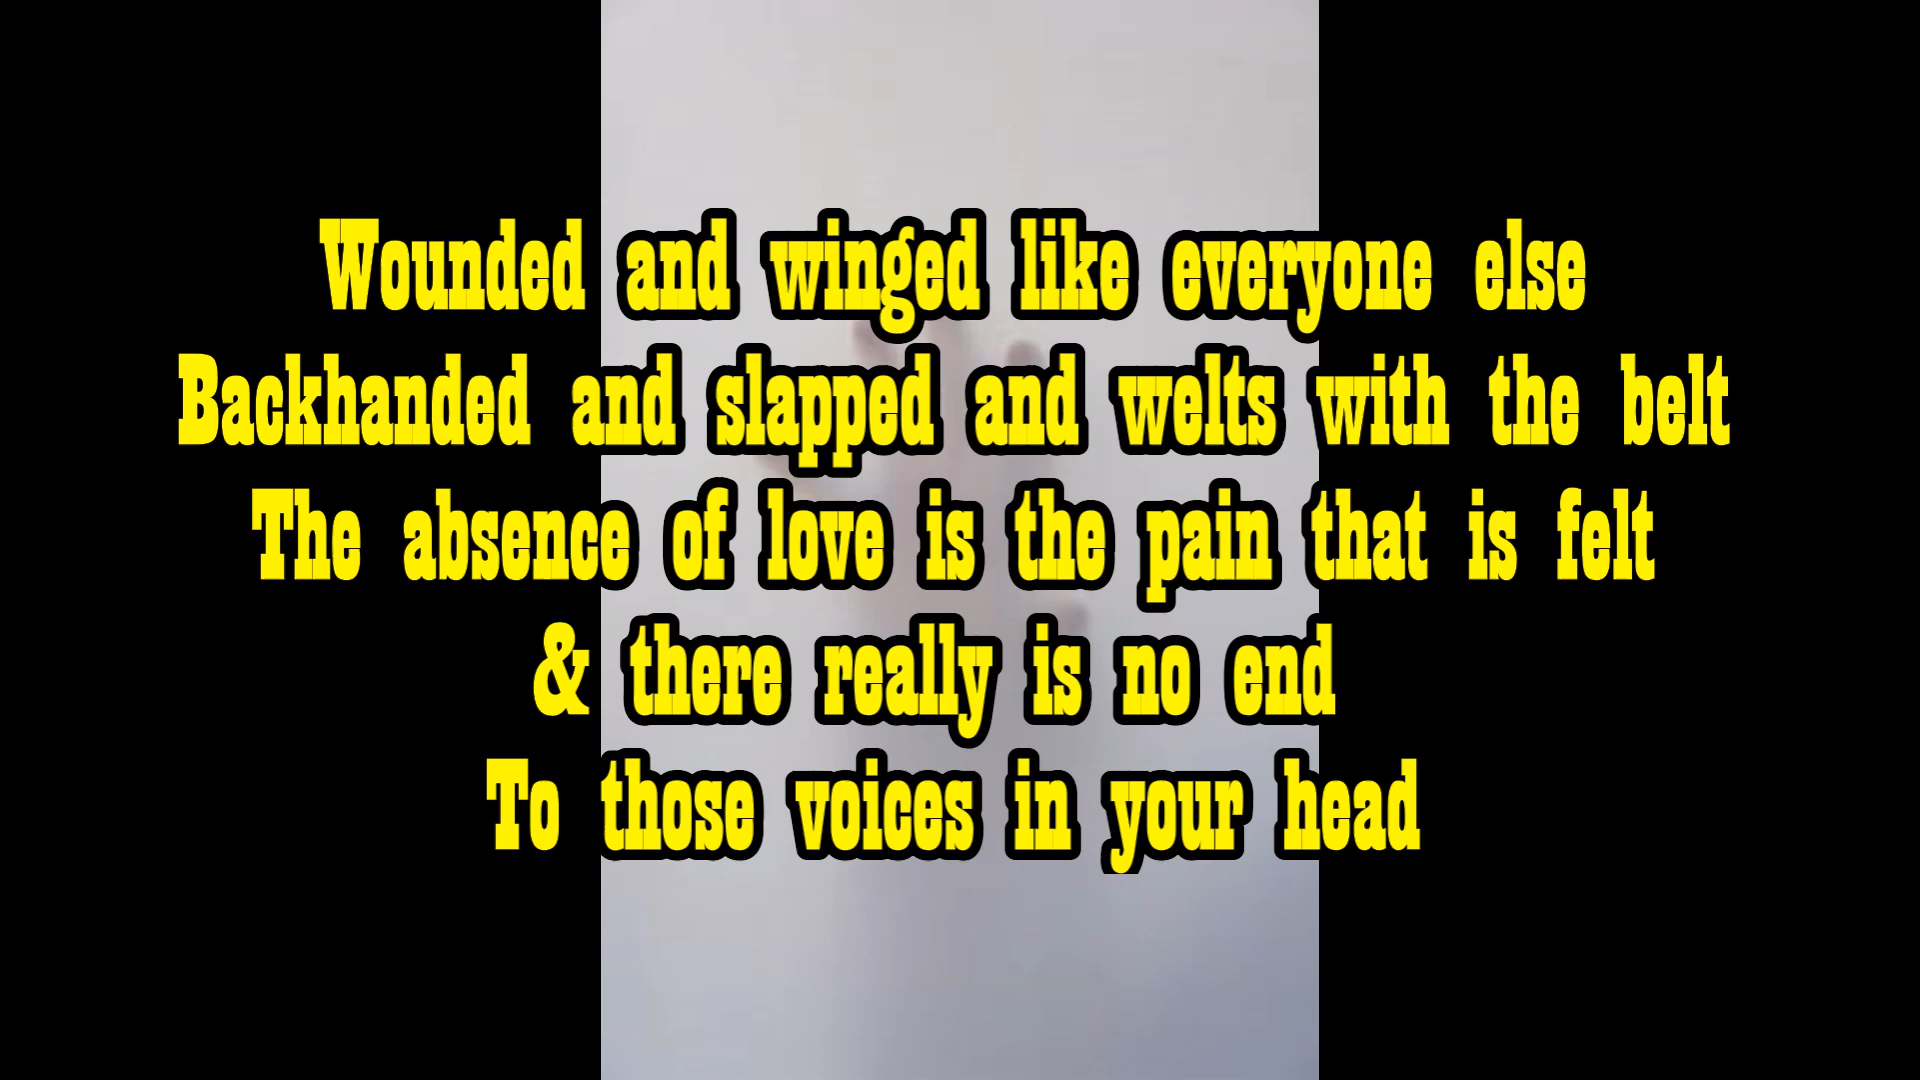 Wounded and winged like everyone else
Backhanded and slapped and welts with the belt
The absence of love is the pain that is felt
& there really is no end
To those voices in your head